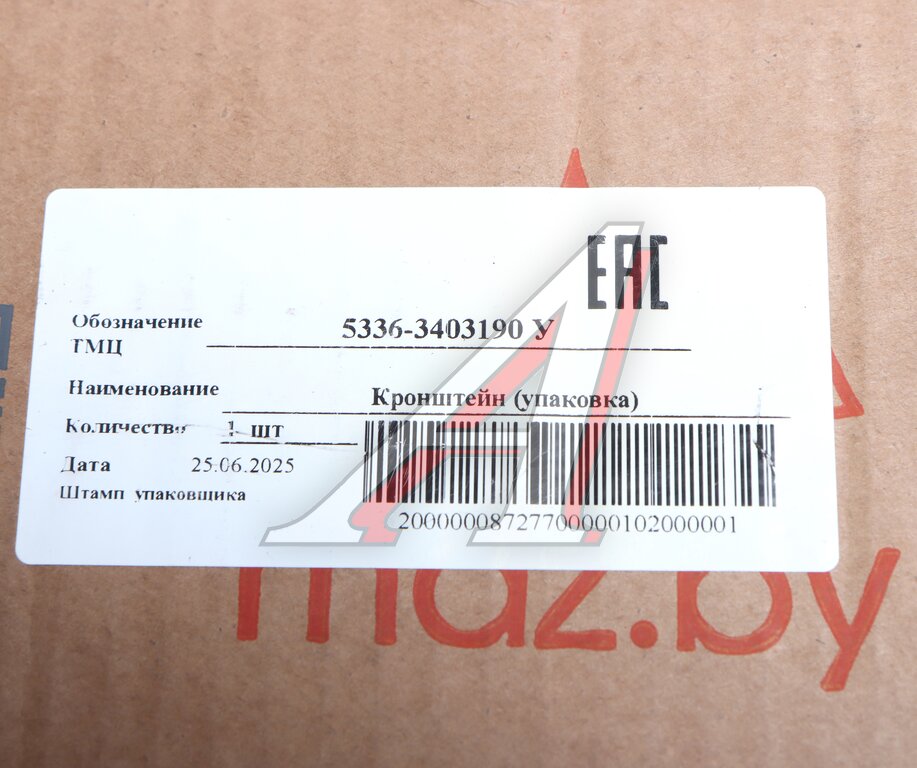 ЕАС
Обозначение
ТМЦ
5336-3403190 У
Наименование
Кронштейн (упаковка)
Количество 1 шт
Дата 25.06.2025
Штамп упаковщика
200000087277000000102000001
maz.by